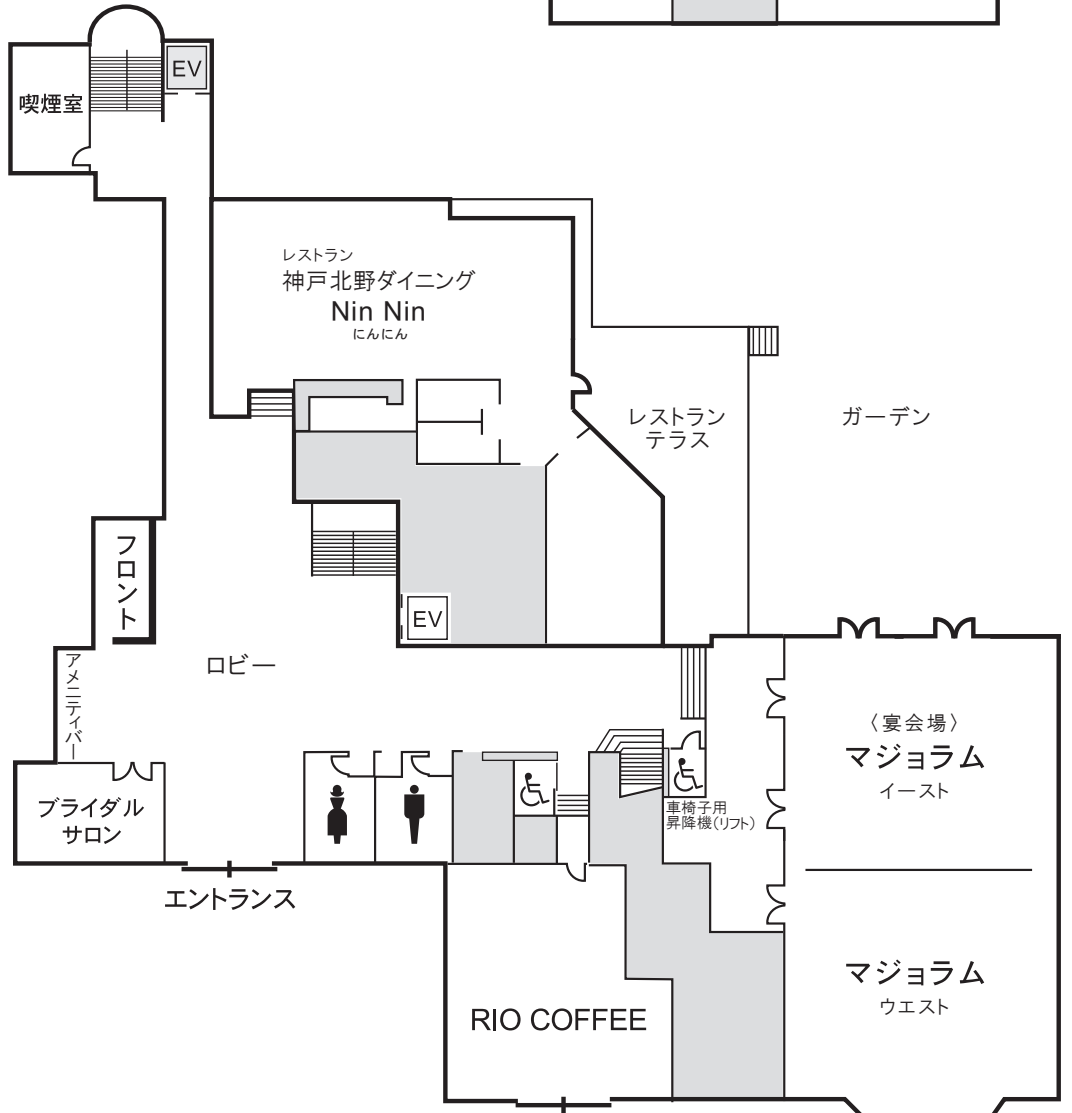 EV
喫煙室
レストラン
神戸北野ダイニング
Nin Nin
にんにん
レストラン
テラス
ガーデン
フロント
EV
ロビー
アメニティバー
〈宴会場〉
マジョラム
イースト
車椅子用
昇降機(リフト)
ブライダル
サロン
エントランス
マジョラム
ウエスト
RIO COFFEE